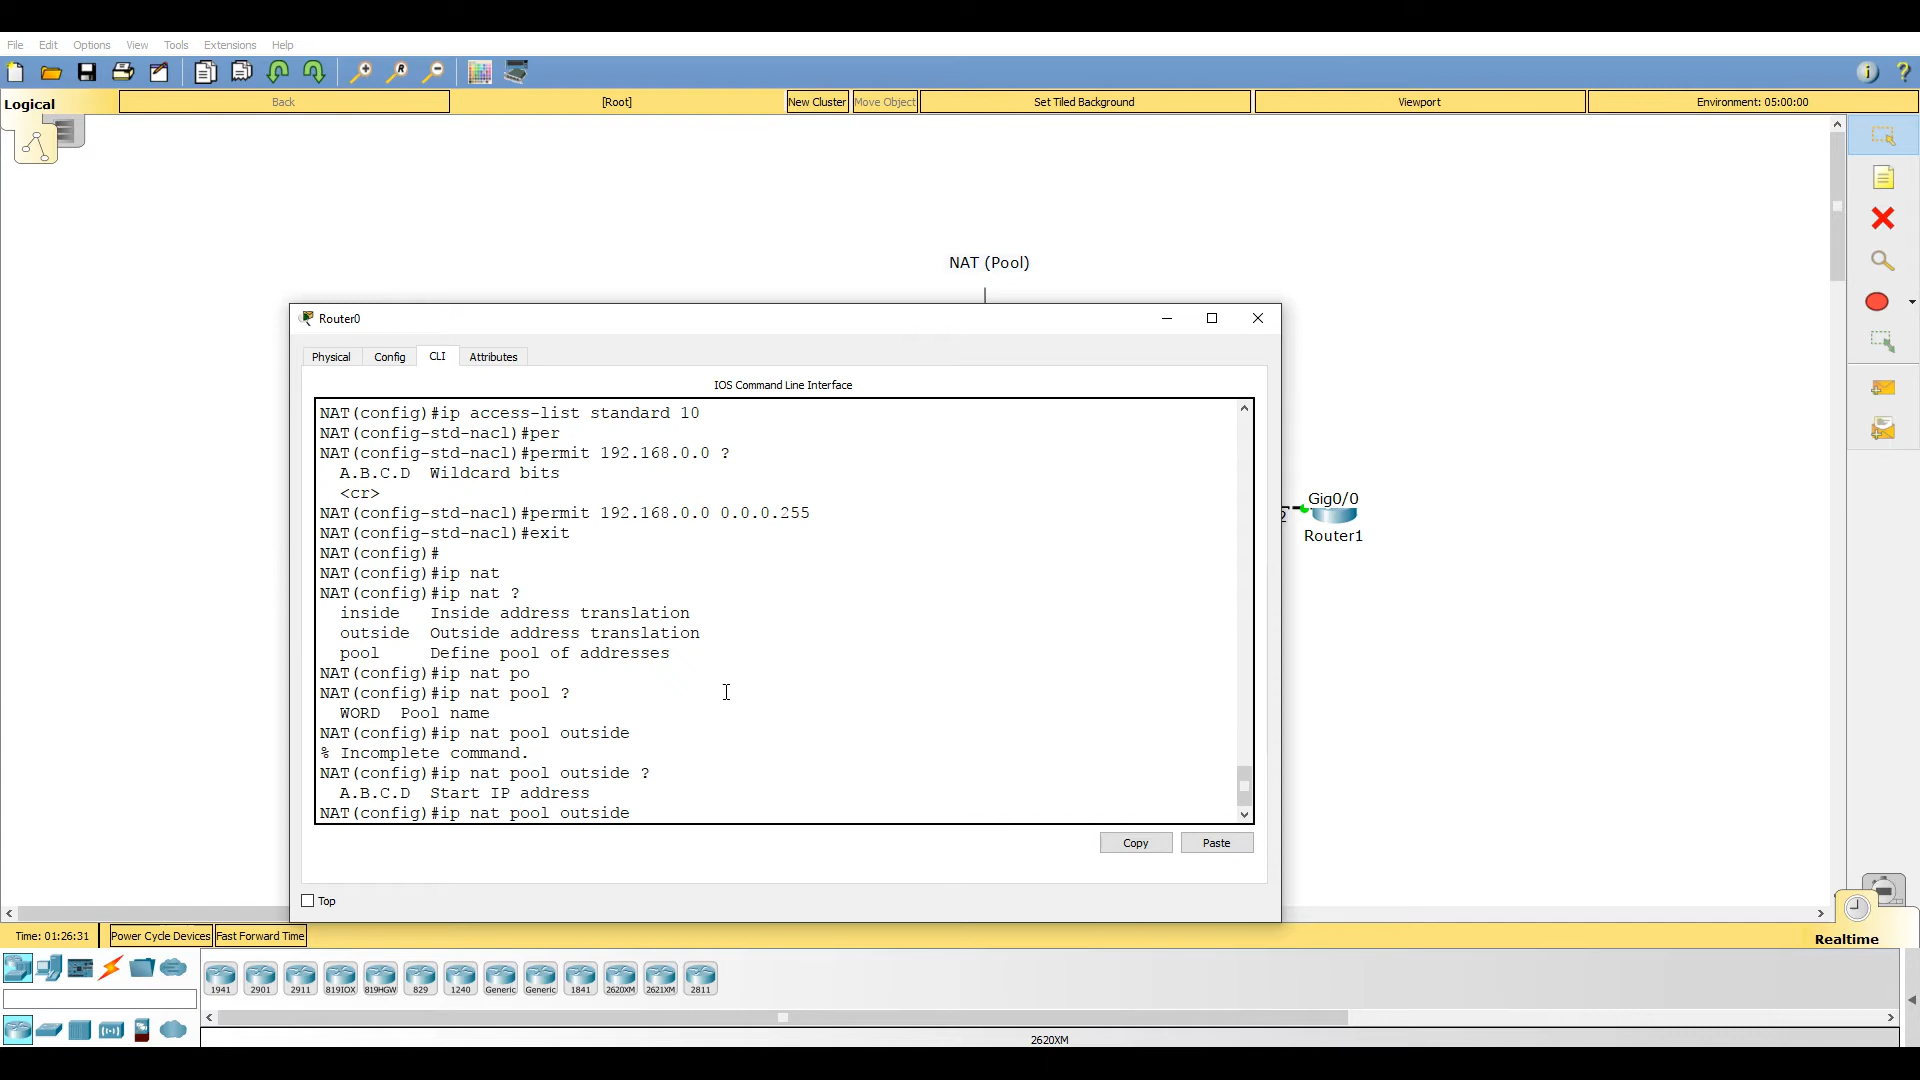 File Edit Options View Tools Extensions Help
Logical Back [Root] New Cluster Move Object Set Tiled Background Viewport Environment: 05:00:00
NAT (Pool)
Router0
Physical Config CLI Attributes
IOS Command Line Interface
NAT(config)#ip access-list standard 10
NAT(config-std-nacl)#per
NAT(config-std-nacl)#permit 192.168.0.0 ?
A.B.C.D Wildcard bits
<cr>
NAT(config-std-nacl)#permit 192.168.0.0 0.0.0.255
NAT(config-std-nacl)#exit
NAT(config)#
NAT(config)#ip nat
NAT(config)#ip nat ?
inside Inside address translation
outside Outside address translation
pool Define pool of addresses
NAT(config)#ip nat po
NAT(config)#ip nat pool ?
WORD Pool name
NAT(config)#ip nat pool outside
% Incomplete command.
NAT(config)#ip nat pool outside ?
A.B.C.D Start IP address
NAT(config)#ip nat pool outside
Gig0/0
Router1
Copy Paste
Top
Time: 01:26:31 Power Cycle Devices Fast Forward Time
Realtime
1941 2901 2911 819IOX 819HGW 829 1240 Generic Generic 1841 2620XM 2621XM 2811
2620XM